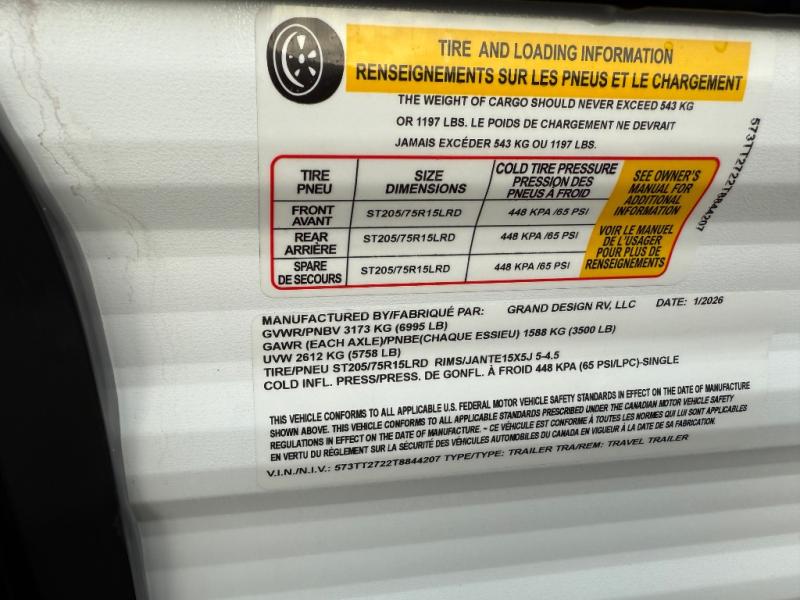 TIRE AND LOADING INFORMATION
RENSEIGNEMENTS SUR LES PNEUS ET LE CHARGEMENT
THE WEIGHT OF CARGO SHOULD NEVER EXCEED 543 KG
OR 1197 LBS. LE POIDS DE CHARGEMENT NE DEVRAIT
JAMAIS EXCÉDER 543 KG OU 1197 LBS.
573TT2722T8844207
TIRE
PNEU
SIZE
DIMENSIONS
COLD TIRE PRESSURE
PRESSION DES
PNEUS À FROID
SEE OWNER'S
MANUAL FOR
ADDITIONAL
INFORMATION
FRONT
AVANT
ST205/75R15LRD
448 KPA /65 PSI
REAR
ARRIÈRE
ST205/75R15LRD
448 KPA /65 PSI
VOIR LE MANUEL
DE L'USAGER
POUR PLUS DE
RENSEIGNEMENTS
SPARE
DE SECOURS
ST205/75R15LRD
448 KPA /65 PSI
MANUFACTURED BY/FABRIQUÉ PAR: GRAND DESIGN RV, LLC DATE: 1/2026
GVWR/PNBV 3173 KG (6995 LB)
GAWR (EACH AXLE)/PNBE(CHAQUE ESSIEU) 1588 KG (3500 LB)
UVW 2612 KG (5758 LB)
TIRE/PNEU ST205/75R15LRD RIMS/JANTE15X5J 5-4.5
COLD INFL. PRESS/PRESS. DE GONFL. À FROID 448 KPA (65 PSI/LPC)-SINGLE
THIS VEHICLE CONFORMS TO ALL APPLICABLE U.S. FEDERAL MOTOR VEHICLE SAFETY STANDARDS IN EFFECT ON THE DATE OF MANUFACTURE
SHOWN ABOVE. THIS VEHICLE CONFORMS TO ALL APPLICABLE STANDARDS PRESCRIBED UNDER THE CANADIAN MOTOR VEHICLE SAFETY
REGULATIONS IN EFFECT ON THE DATE OF MANUFACTURE. - CE VÉHICULE EST CONFORME À TOUTES LES NORMES QUI LUI SONT APPLICABLES
EN VERTU DU RÈGLEMENT SUR LA SÉCURITÉ DES VÉHICULES AUTOMOBILES DU CANADA EN VIGUEUR À LA DATE DE SA FABRICATION.
V.I.N./N.I.V.: 573TT2722T8844207 TYPE/TYPE: TRAILER TRA/REM: TRAVEL TRAILER